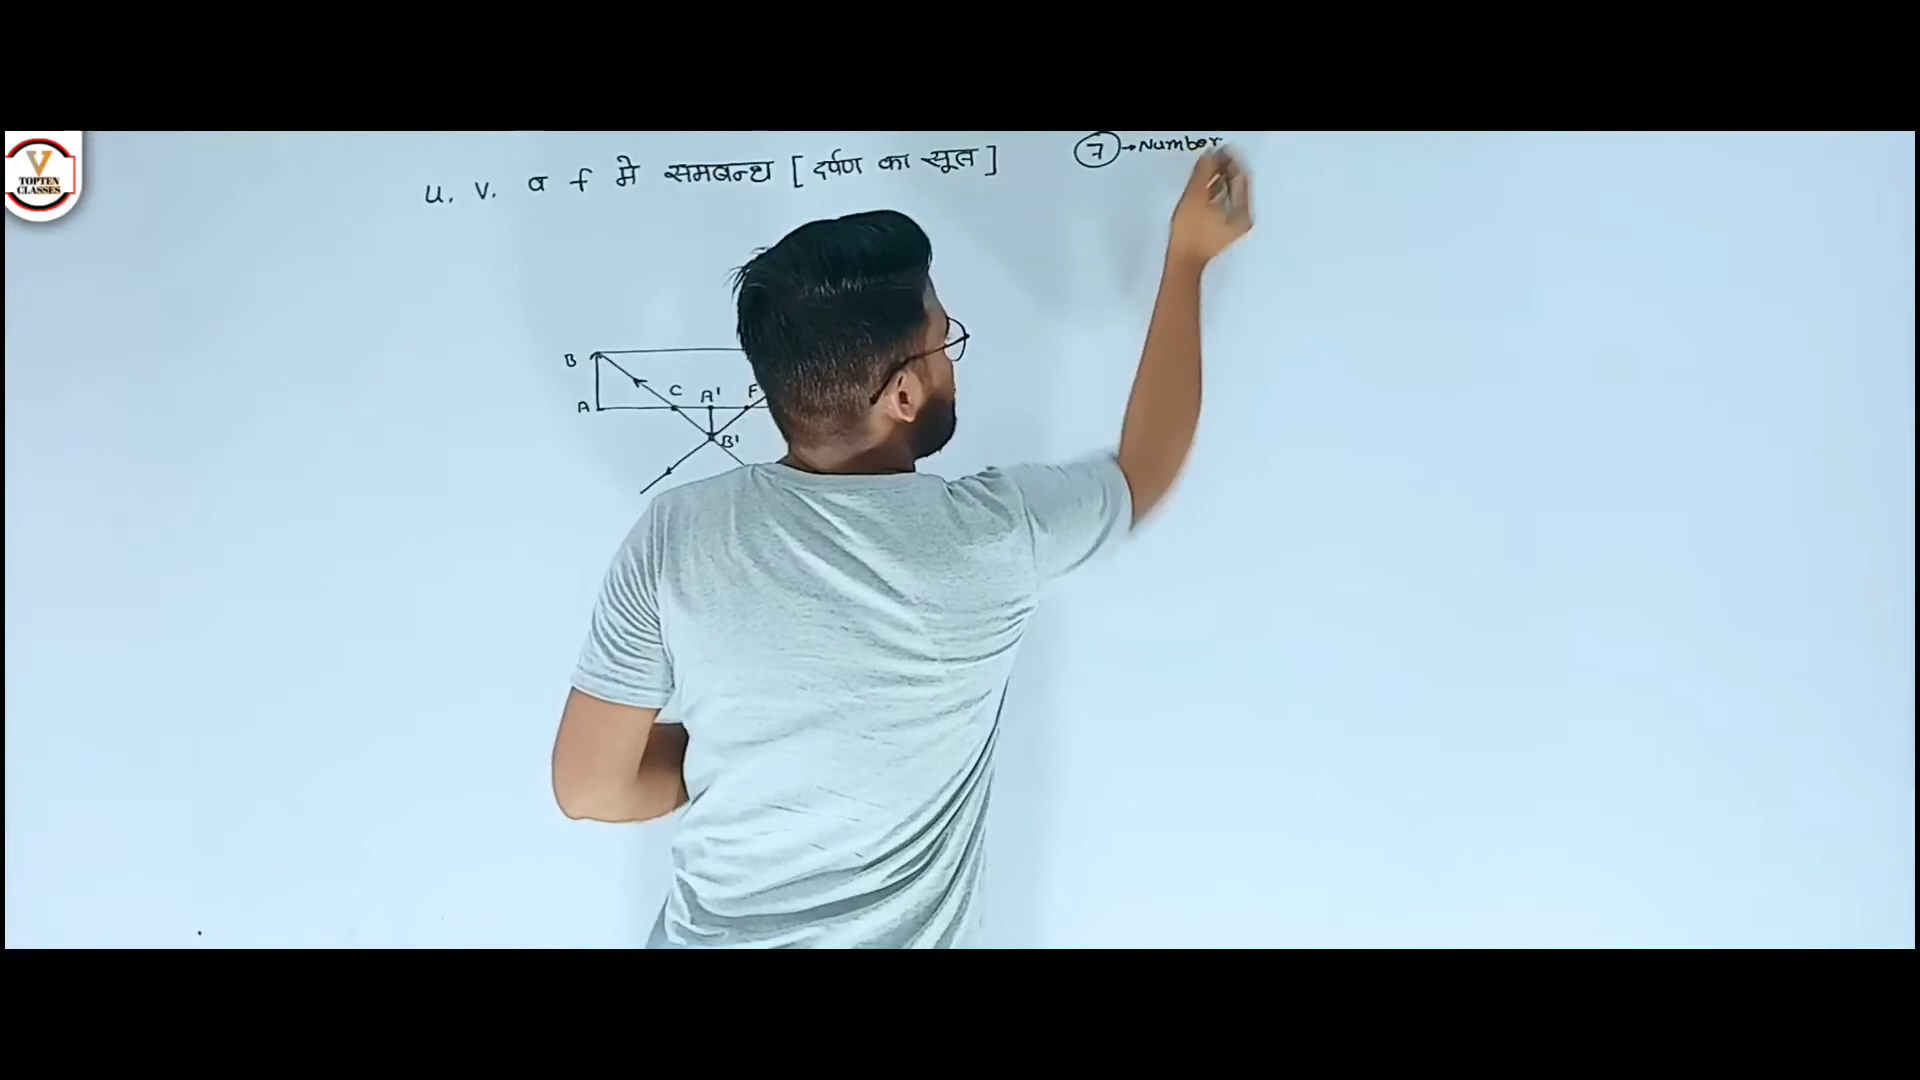 V
TOPTEN
CLASSES
u. v. व f मे समबन्ध [ दर्पण का सूत्र ]
7 → Number
B
C A' F
A
B'